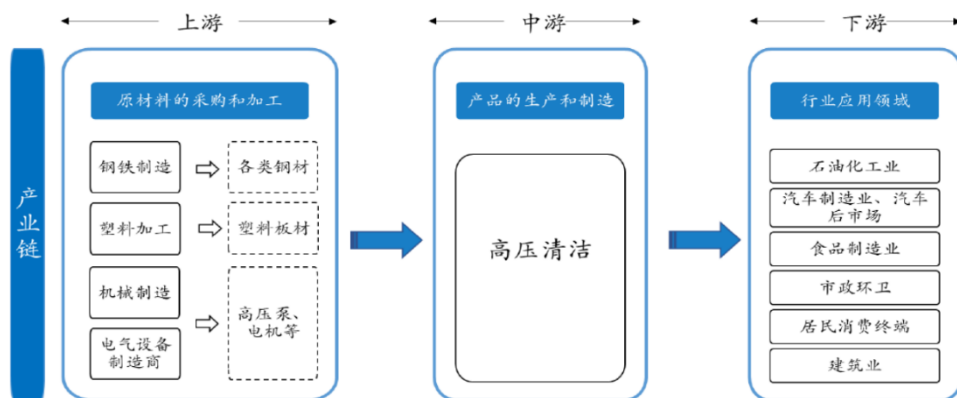 上游
中游
下游
产业链
原材料的采购和加工
钢铁制造
各类钢材
塑料加工
塑料板材
机械制造
电气设备
制造商
高压泵、
电机等
产品的生产和制造
高压清洁
行业应用领域
石油化工业
汽车制造业、汽车
后市场
食品制造业
市政环卫
居民消费终端
建筑业